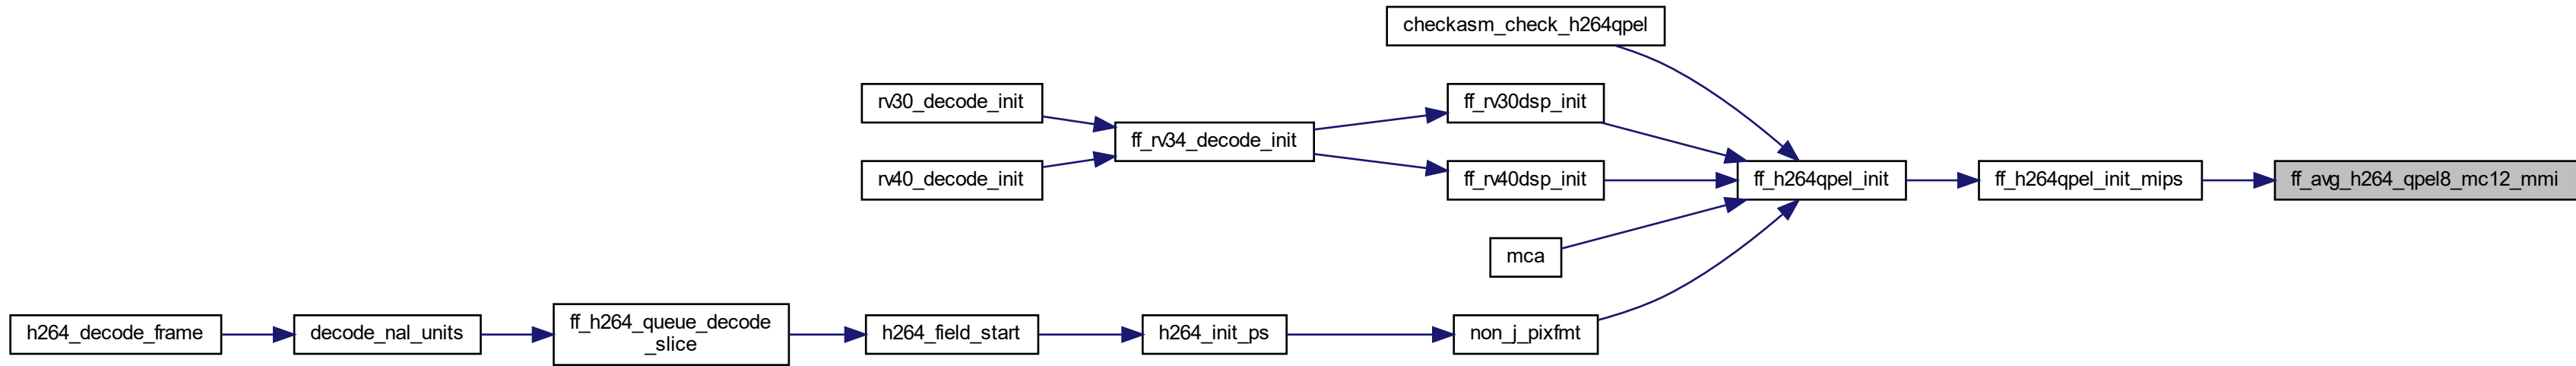 checkasm_check_h264qpel
rv30_decode_init
ff_rv30dsp_init
ff_rv34_decode_init
rv40_decode_init
ff_rv40dsp_init
ff_h264qpel_init
ff_h264qpel_init_mips
ff_avg_h264_qpel8_mc12_mmi
mca
h264_decode_frame
decode_nal_units
ff_h264_queue_decode
_slice
h264_field_start
h264_init_ps
non_j_pixfmt